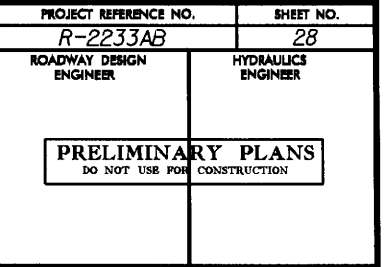 PROJECT REFERENCE NO. SHEET NO.
R-2233AB 28
ROADWAY DESIGN ENGINEER
HYDRAULICS ENGINEER
PRELIMINARY PLANS
DO NOT USE FOR CONSTRUCTION